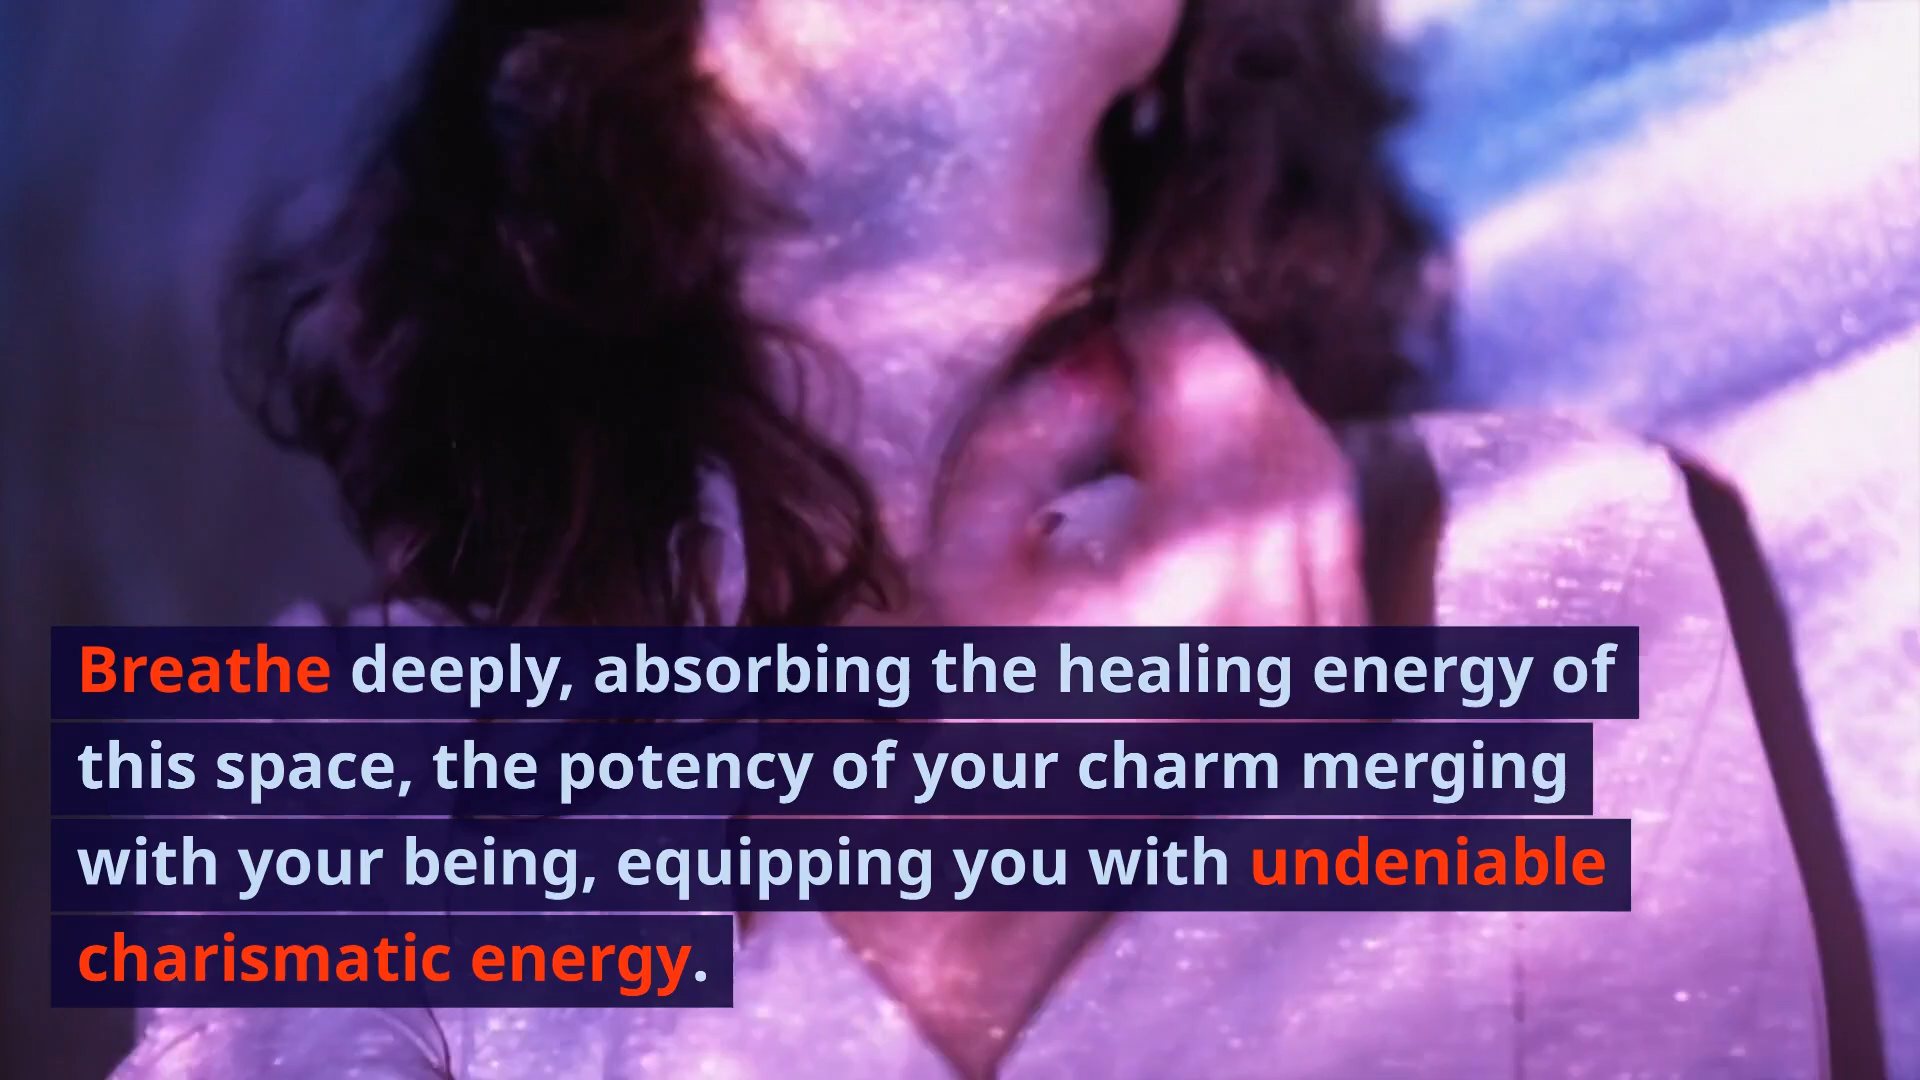 Breathe deeply, absorbing the healing energy of
this space, the potency of your charm merging
with your being, equipping you with undeniable
charismatic energy.